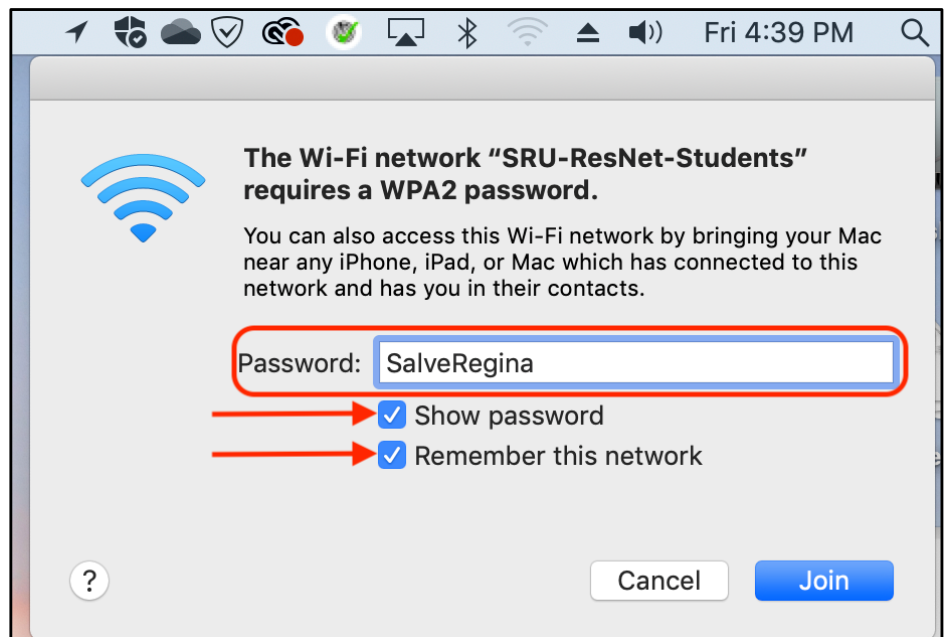 Fri 4:39 PM
The Wi-Fi network “SRU-ResNet-Students”
requires a WPA2 password.
You can also access this Wi-Fi network by bringing your Mac
near any iPhone, iPad, or Mac which has connected to this
network and has you in their contacts.
Password: SalveRegina
Show password
Remember this network
? Cancel Join